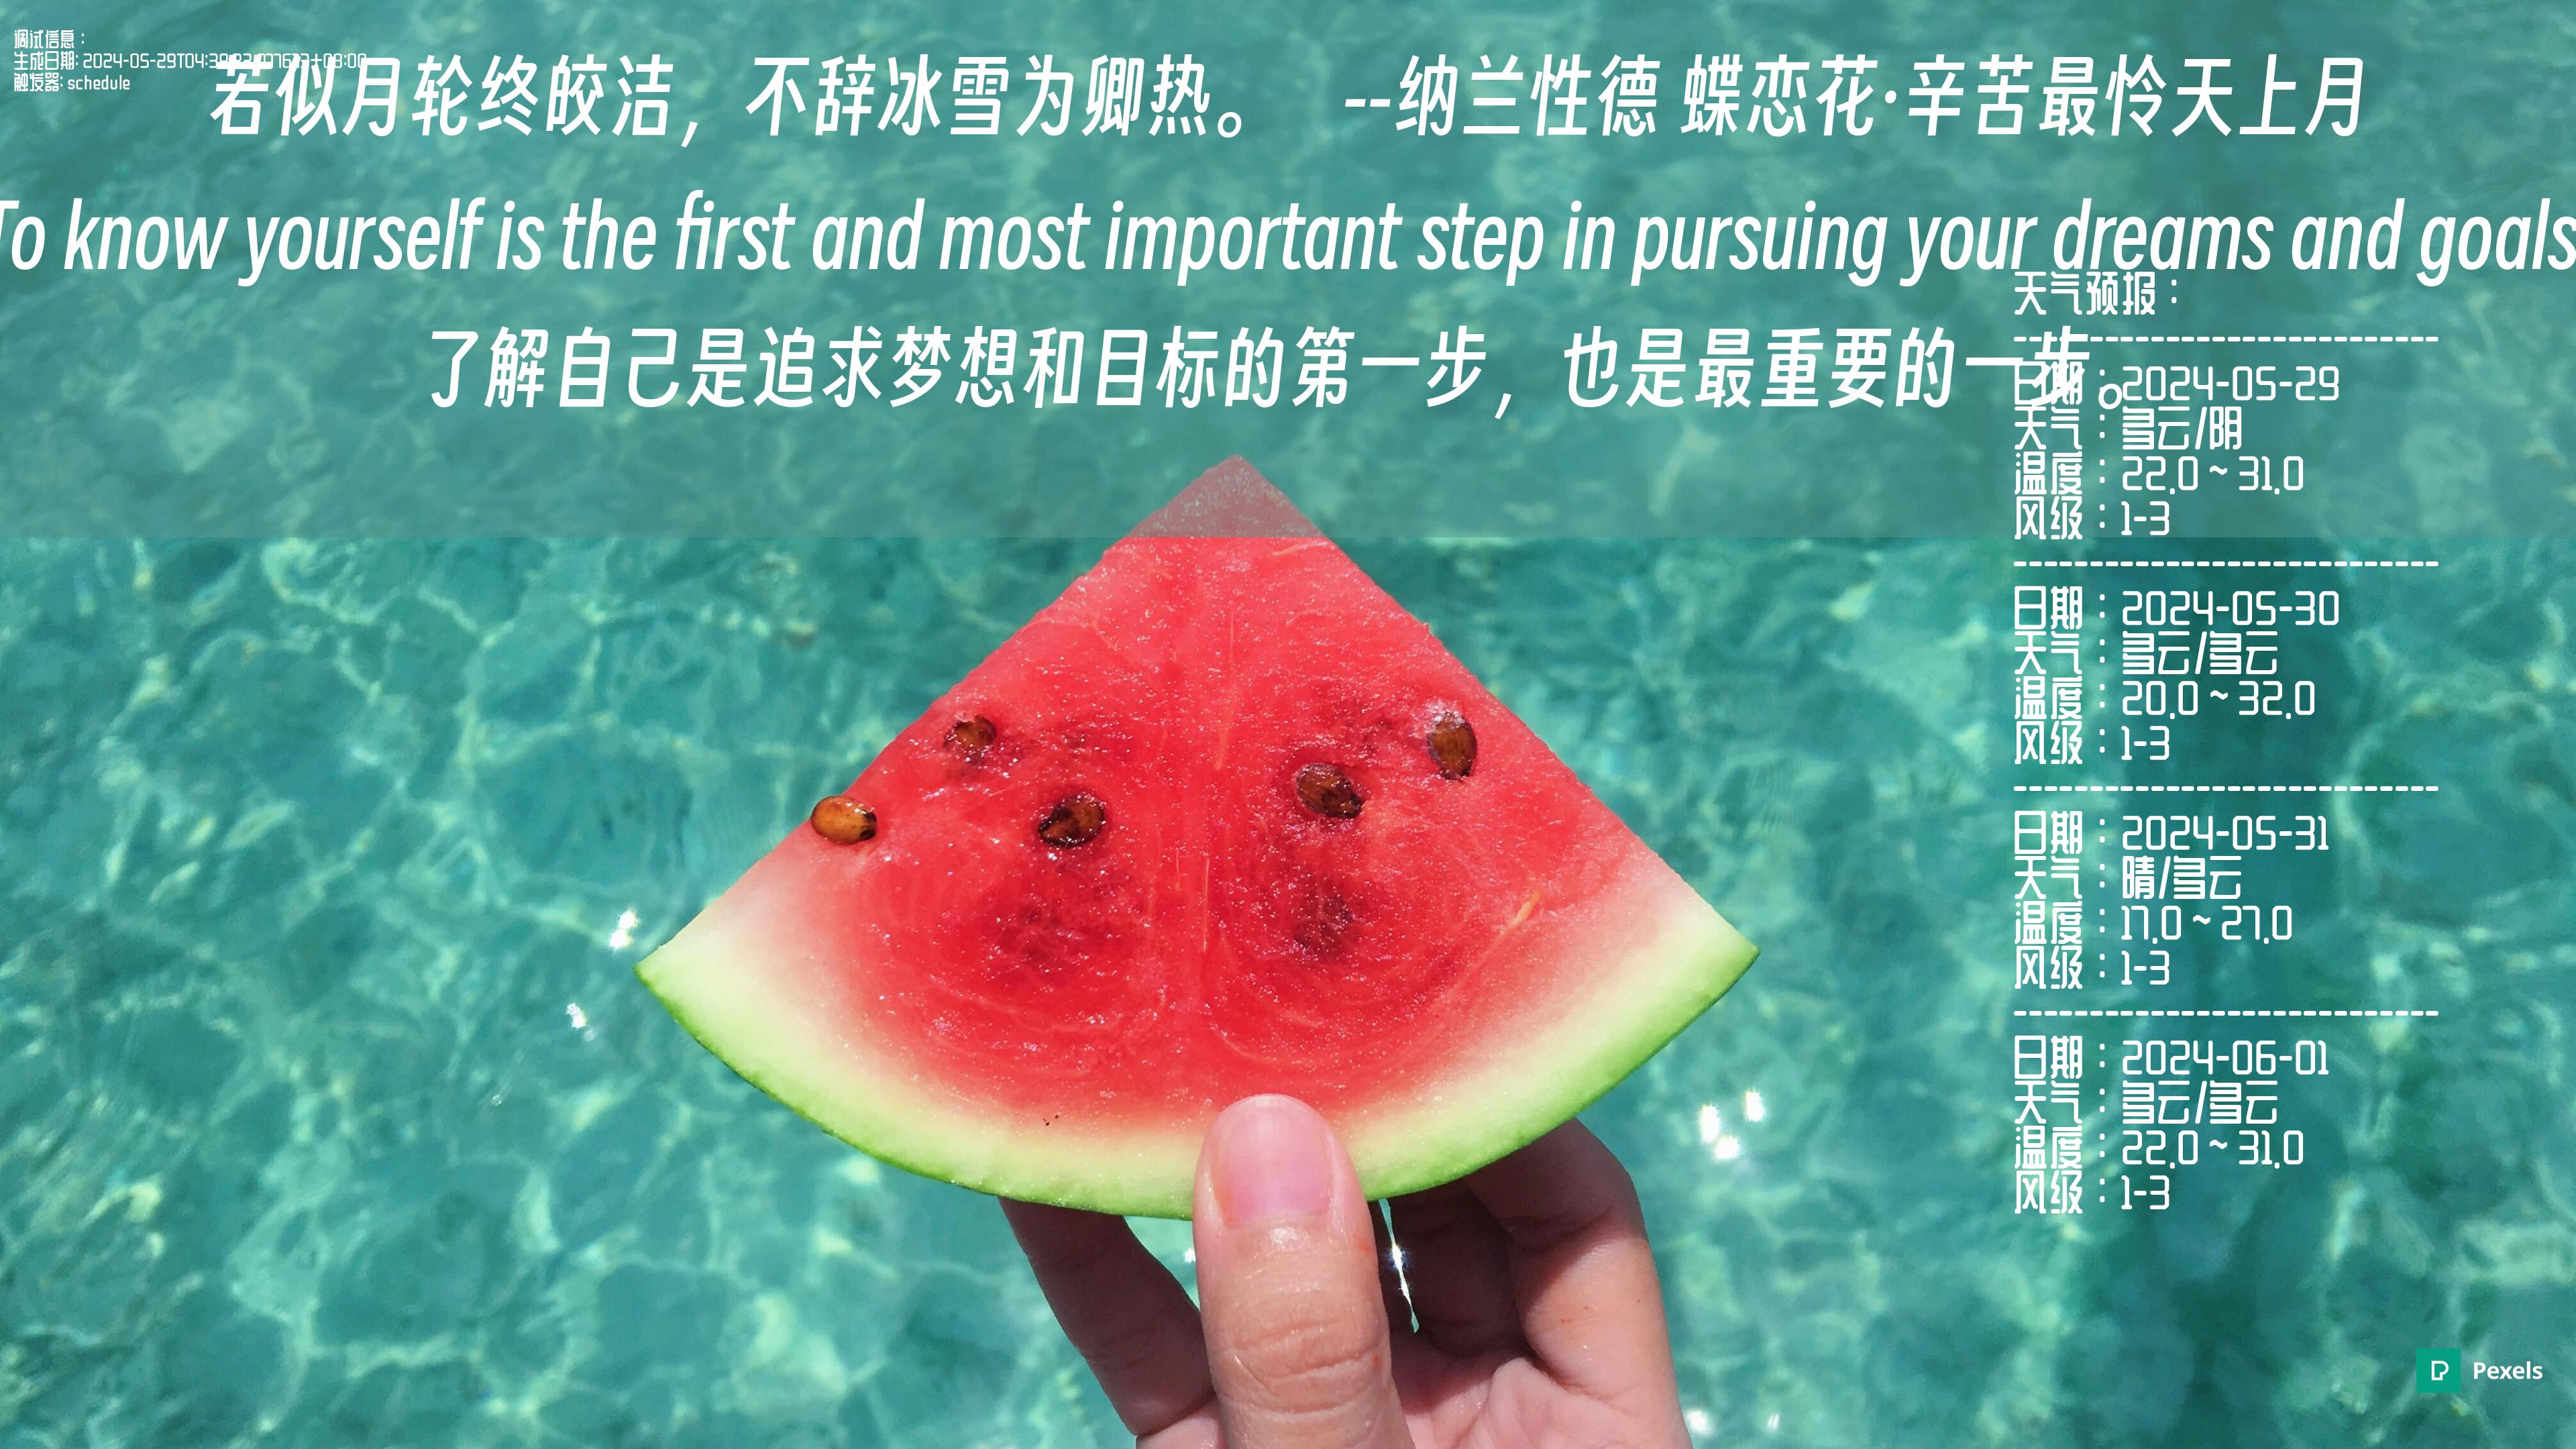 调试信息：
生成日期: 2024-05-29T04:39
触发器: schedule
若似月轮终皎洁，不辞冰雪为卿热。 --纳兰性德 蝶恋花·辛苦最怜天上月
To know yourself is the first and most important step in pursuing your dreams and goals
了解自己是追求梦想和目标的第一步，也是最重要的一步。
天气预报：
----------------------------
日期：2024-05-29
天气：多云/阴
温度：22.0 ~ 31.0
风级：1-3
----------------------------
日期：2024-05-30
天气：多云/多云
温度：20.0 ~ 32.0
风级：1-3
----------------------------
日期：2024-05-31
天气：晴/多云
温度：17.0 ~ 27.0
风级：1-3
----------------------------
日期：2024-06-01
天气：多云/多云
温度：22.0 ~ 31.0
风级：1-3
Pexels